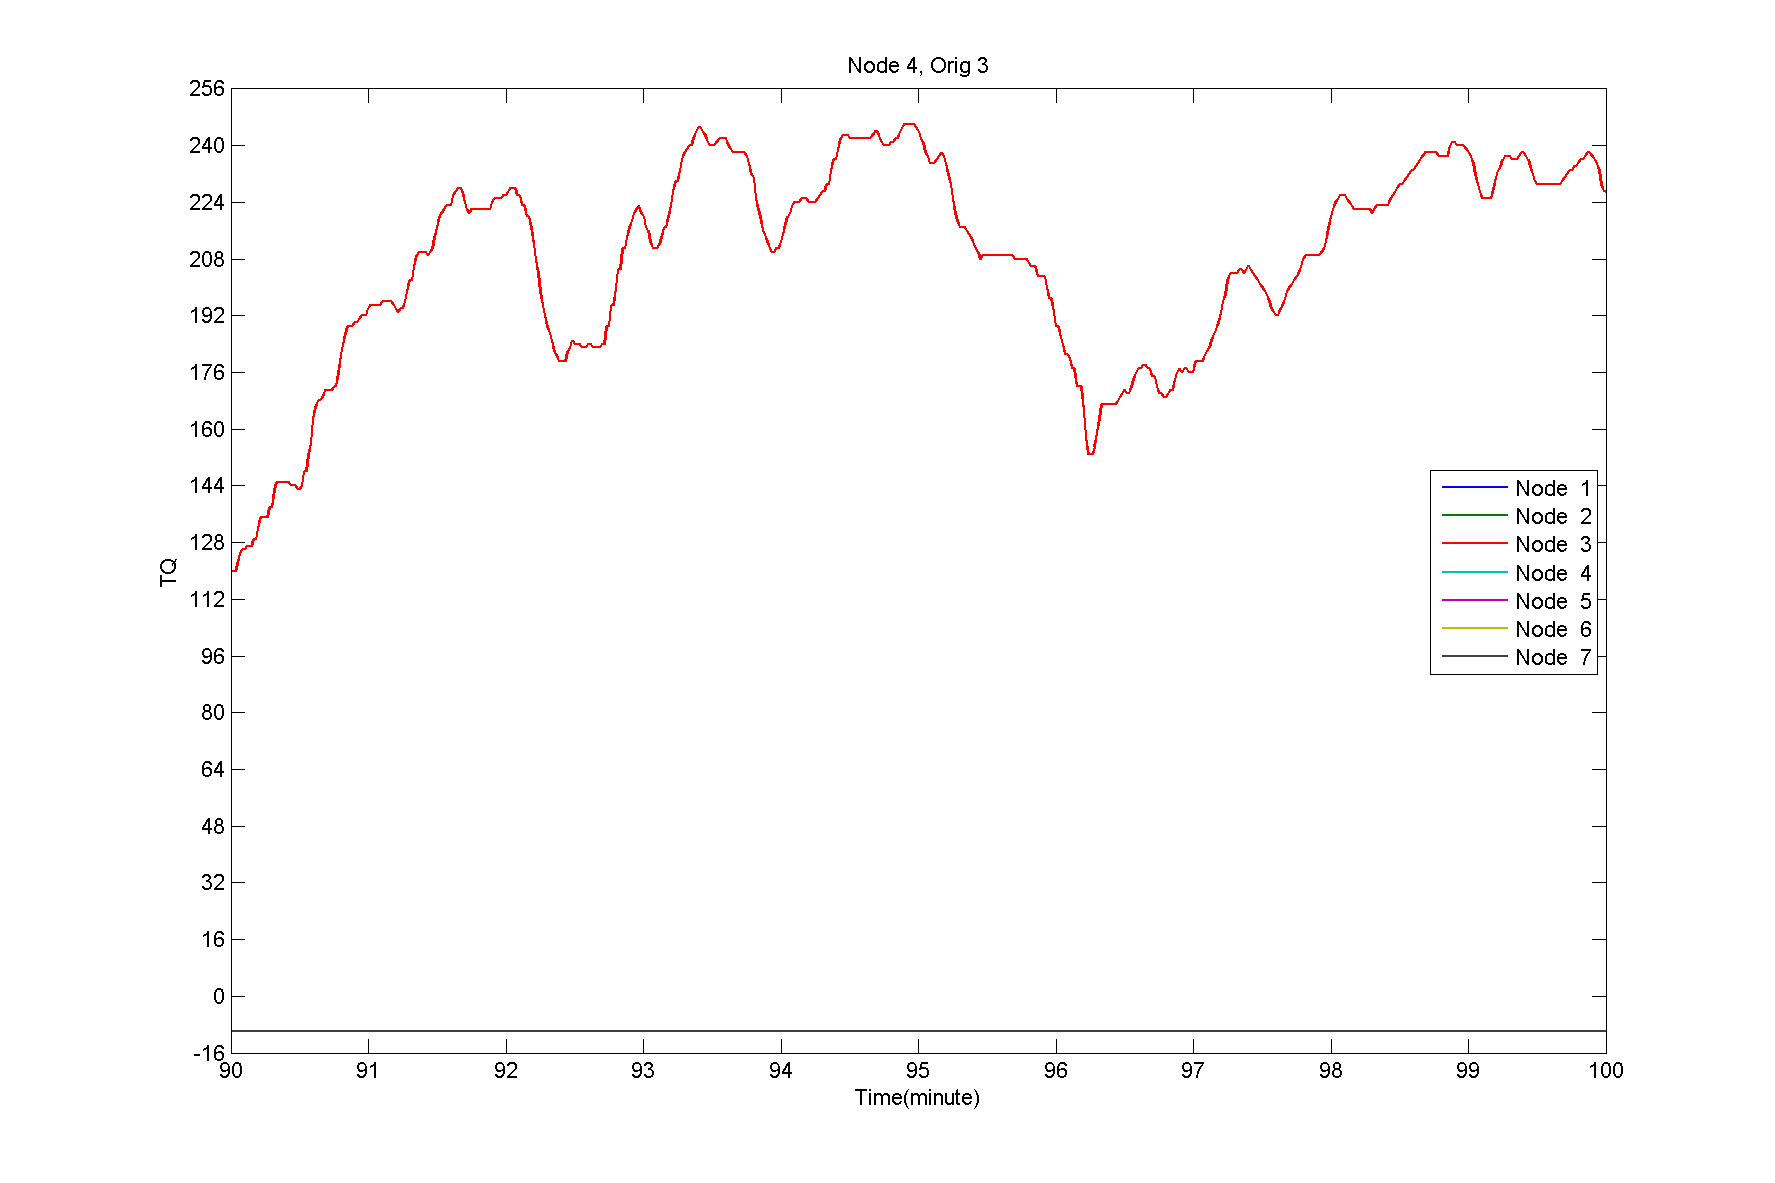 Node 4, Orig 3
256
240
224
208
192
176
160
144
128
112
96
80
64
48
32
16
0
-16
TQ
Node 1
Node 2
Node 3
Node 4
Node 5
Node 6
Node 7
90 91 92 93 94 95 96 97 98 99 100
Time(minute)